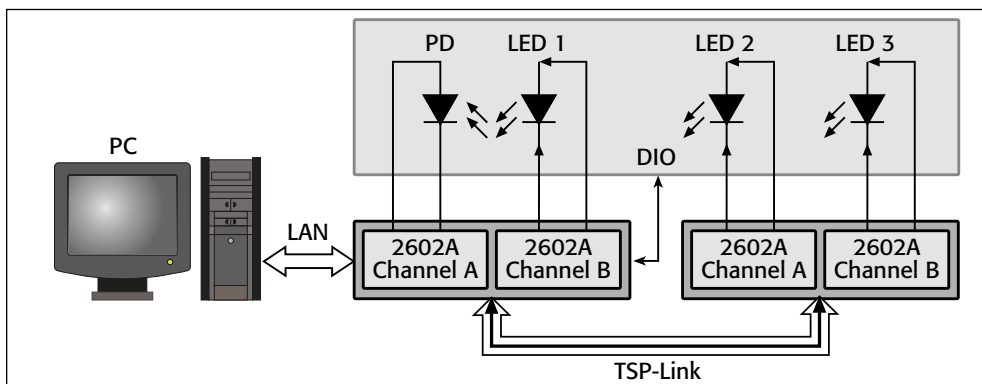 PD
LED 1
LED 2
LED 3
PC
DIO
LAN
2602A
Channel A
2602A
Channel B
2602A
Channel A
2602A
Channel B
TSP-Link